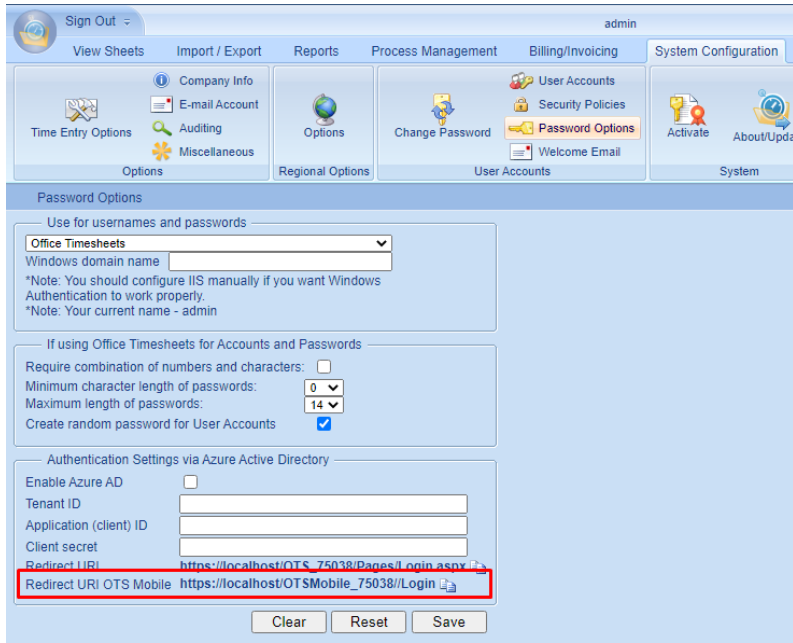 Sign Out
admin
View Sheets Import / Export Reports Process Management Billing/Invoicing System Configuration
Company Info
User Accounts
E-mail Account
Security Policies
Time Entry Options
Auditing
Options
Change Password
Password Options
Activate
About/Upda
Miscellaneous
Welcome Email
Options Regional Options User Accounts System
Password Options
Use for usernames and passwords
Office Timesheets
Windows domain name
*Note: You should configure IIS manually if you want Windows
Authentication to work properly.
*Note: Your current name - admin
If using Office Timesheets for Accounts and Passwords
Require combination of numbers and characters:
Minimum character length of passwords: 0
Maximum length of passwords: 14
Create random password for User Accounts
Authentication Settings via Azure Active Directory
Enable Azure AD
Tenant ID
Application (client) ID
Client secret
Redirect URI https://localhost/OTS_75038/Pages/Login.aspx
Redirect URI OTS Mobile https://localhost/OTSMobile_75038//Login
Clear Reset Save